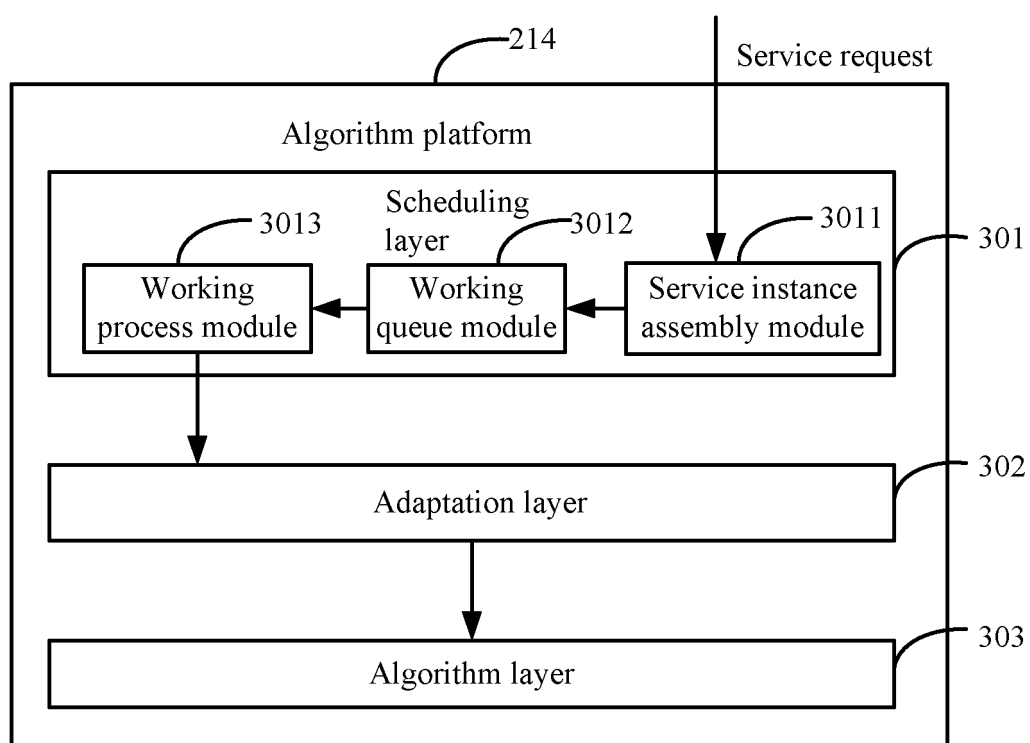 214
Service request
Algorithm platform
Scheduling
layer
3013
3012
3011
301
Working
process module
Working
queue module
Service instance
assembly module
302
Adaptation layer
303
Algorithm layer